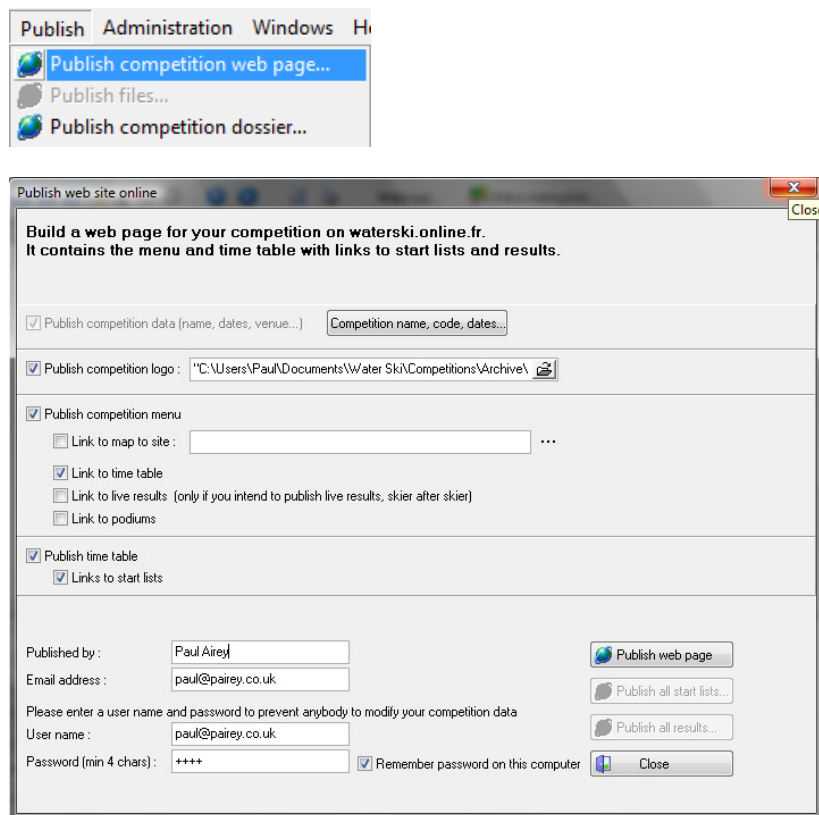 Publish Administration Windows
Publish competition web page...
Publish files...
Publish competition dossier...
Publish web site online
Clos
Build a web page for your competition on waterski.online.fr.
It contains the menu and time table with links to start lists and results.
Publish competition data (name, dates, venue...) Competition name, code, dates...
Publish competition logo : "C:\Users\Paul\Documents\Water Ski\Competitions\Archive\
Publish competition menu
Link to map to site : ...
Link to time table
Link to live results (only if you intend to publish live results, skier after skier)
Link to podiums
Publish time table
Links to start lists
Published by : Paul Airey Publish web page
Email address : paul@pairey.co.uk Publish all start lists...
Please enter a user name and password to prevent anybody to modify your competition data
User name : paul@pairey.co.uk Publish all results...
Password (min 4 chars) : ++++ Remember password on this computer Close